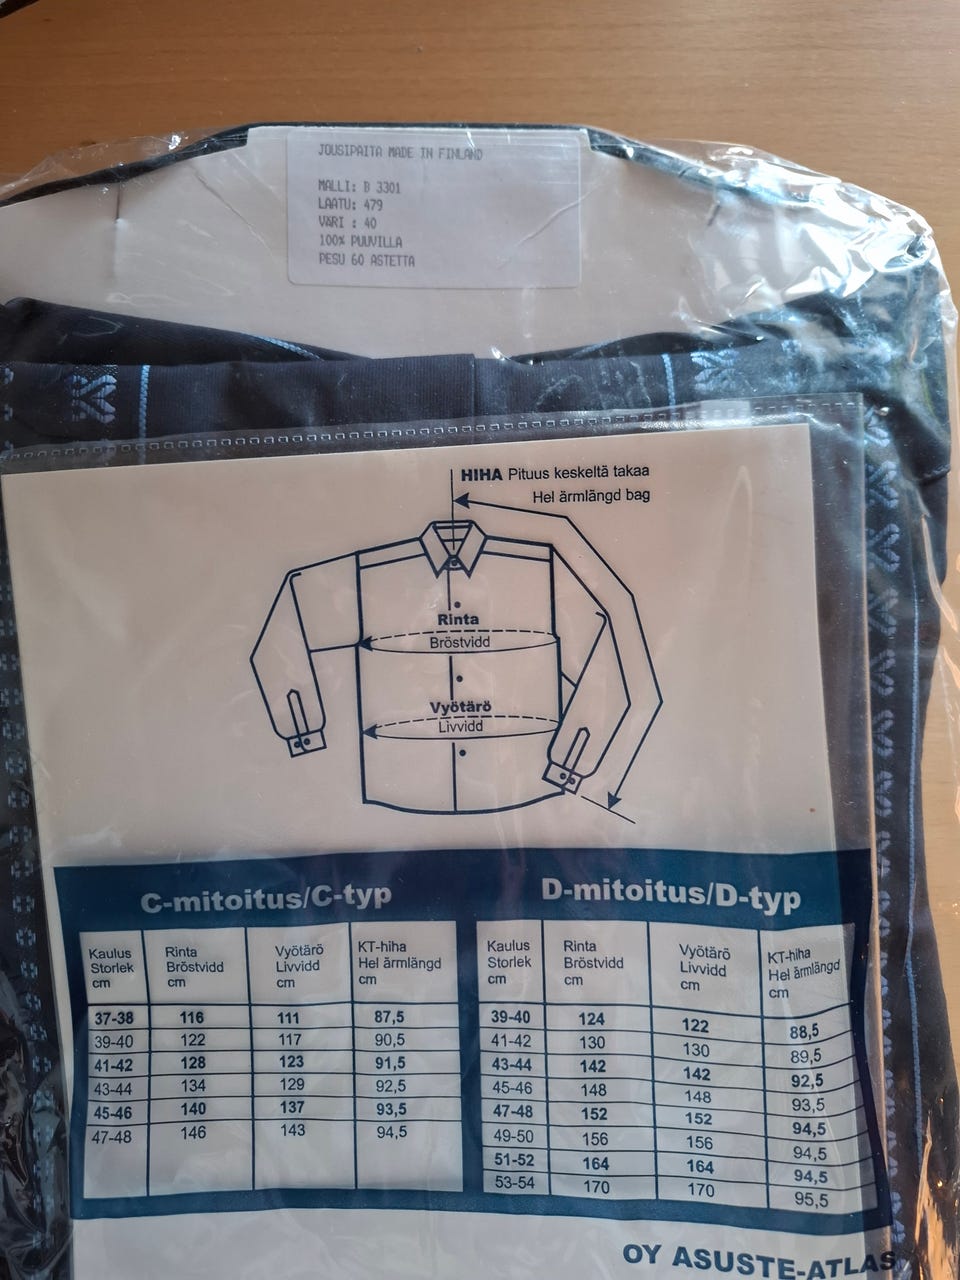 JOUSIPAITA MADE IN FINLAND
MALLI: B 3301
LAATU: 479
VÄRI : 40
100% PUUVILLA
PESU 60 ASTETTA
HIHA Pituus keskeltä takaa
Hel ärmlängd bag
Rinta
Bröstvidd
Vyötärö
Livvidd
C-mitoitus/C-typ
Kaulus Storlek cm | Rinta Bröstvidd cm | Vyötärö Livvidd cm | KT-hiha Hel ärmlängd cm
37-38 116 111 87,5
39-40 122 117 90,5
41-42 128 123 91,5
43-44 134 129 92,5
45-46 140 137 93,5
47-48 146 143 94,5
D-mitoitus/D-typ
Kaulus Storlek cm | Rinta Bröstvidd cm | Vyötärö Livvidd cm | KT-hiha Hel ärmlängd cm
39-40 124 122 88,5
41-42 130 130 89,5
43-44 142 142 92,5
45-46 148 148 93,5
47-48 152 152 94,5
49-50 156 156 94,5
51-52 164 164 94,5
53-54 170 170 95,5
OY ASUSTE-ATLAS